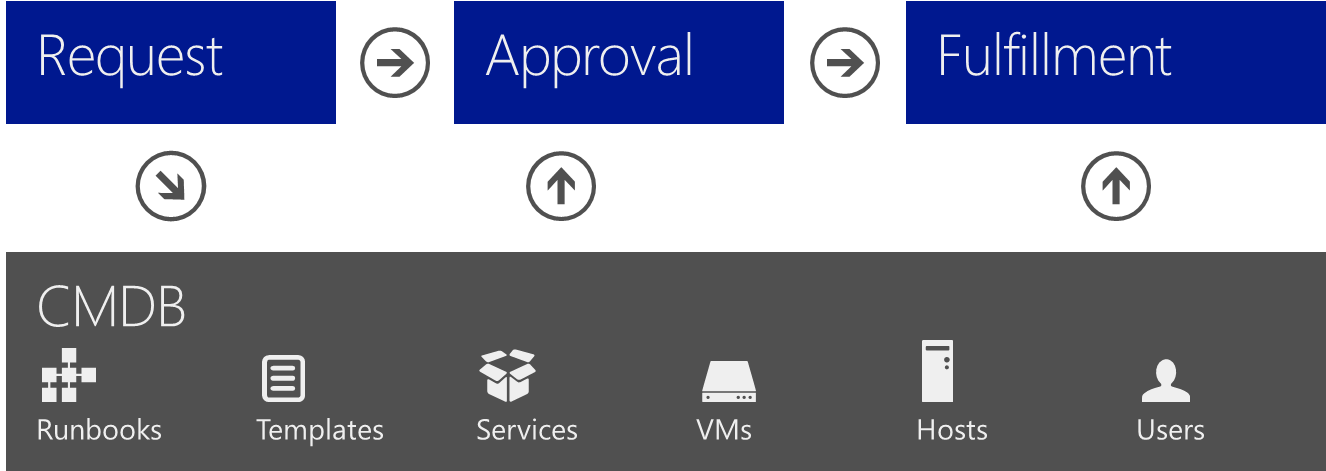 Request
Approval
Fulfillment
CMDB
Runbooks
Templates
Services
VMs
Hosts
Users